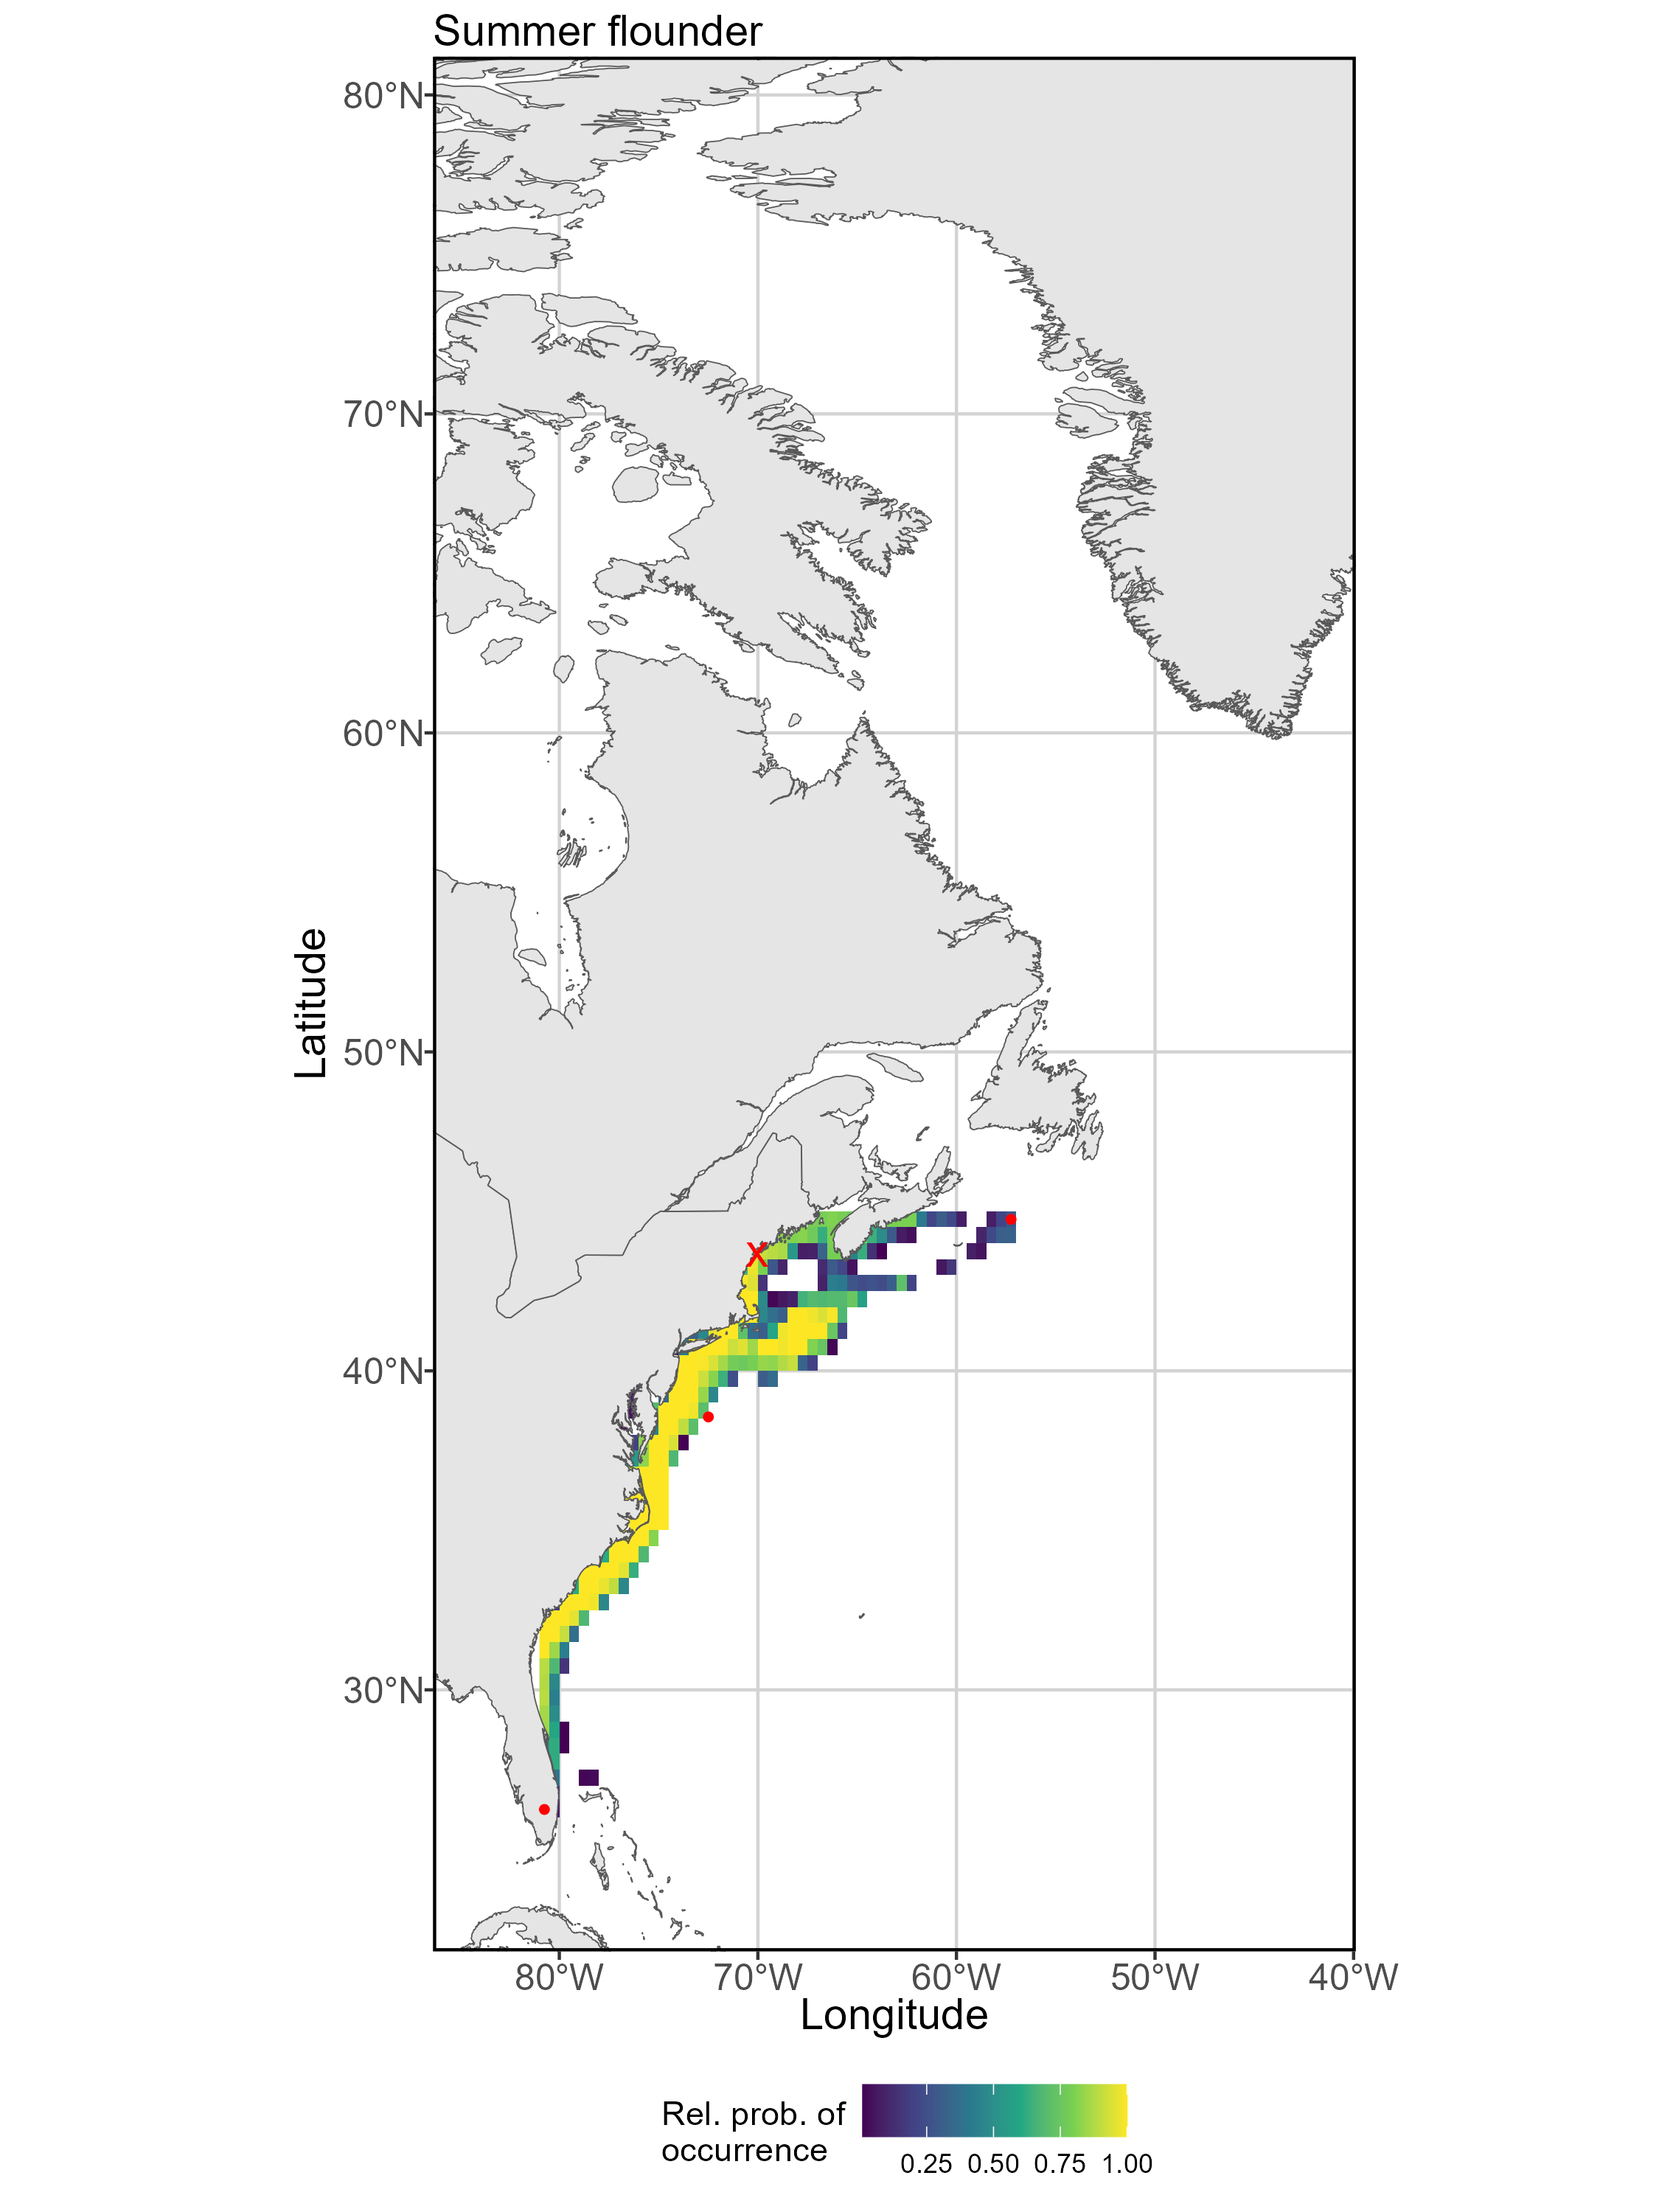 Summer flounder
80°N
70°N
60°N
50°N
40°N
30°N
Latitude
X
80°W 70°W 60°W 50°W 40°W
Longitude
Rel. prob. of
occurrence
0.25 0.50 0.75 1.00